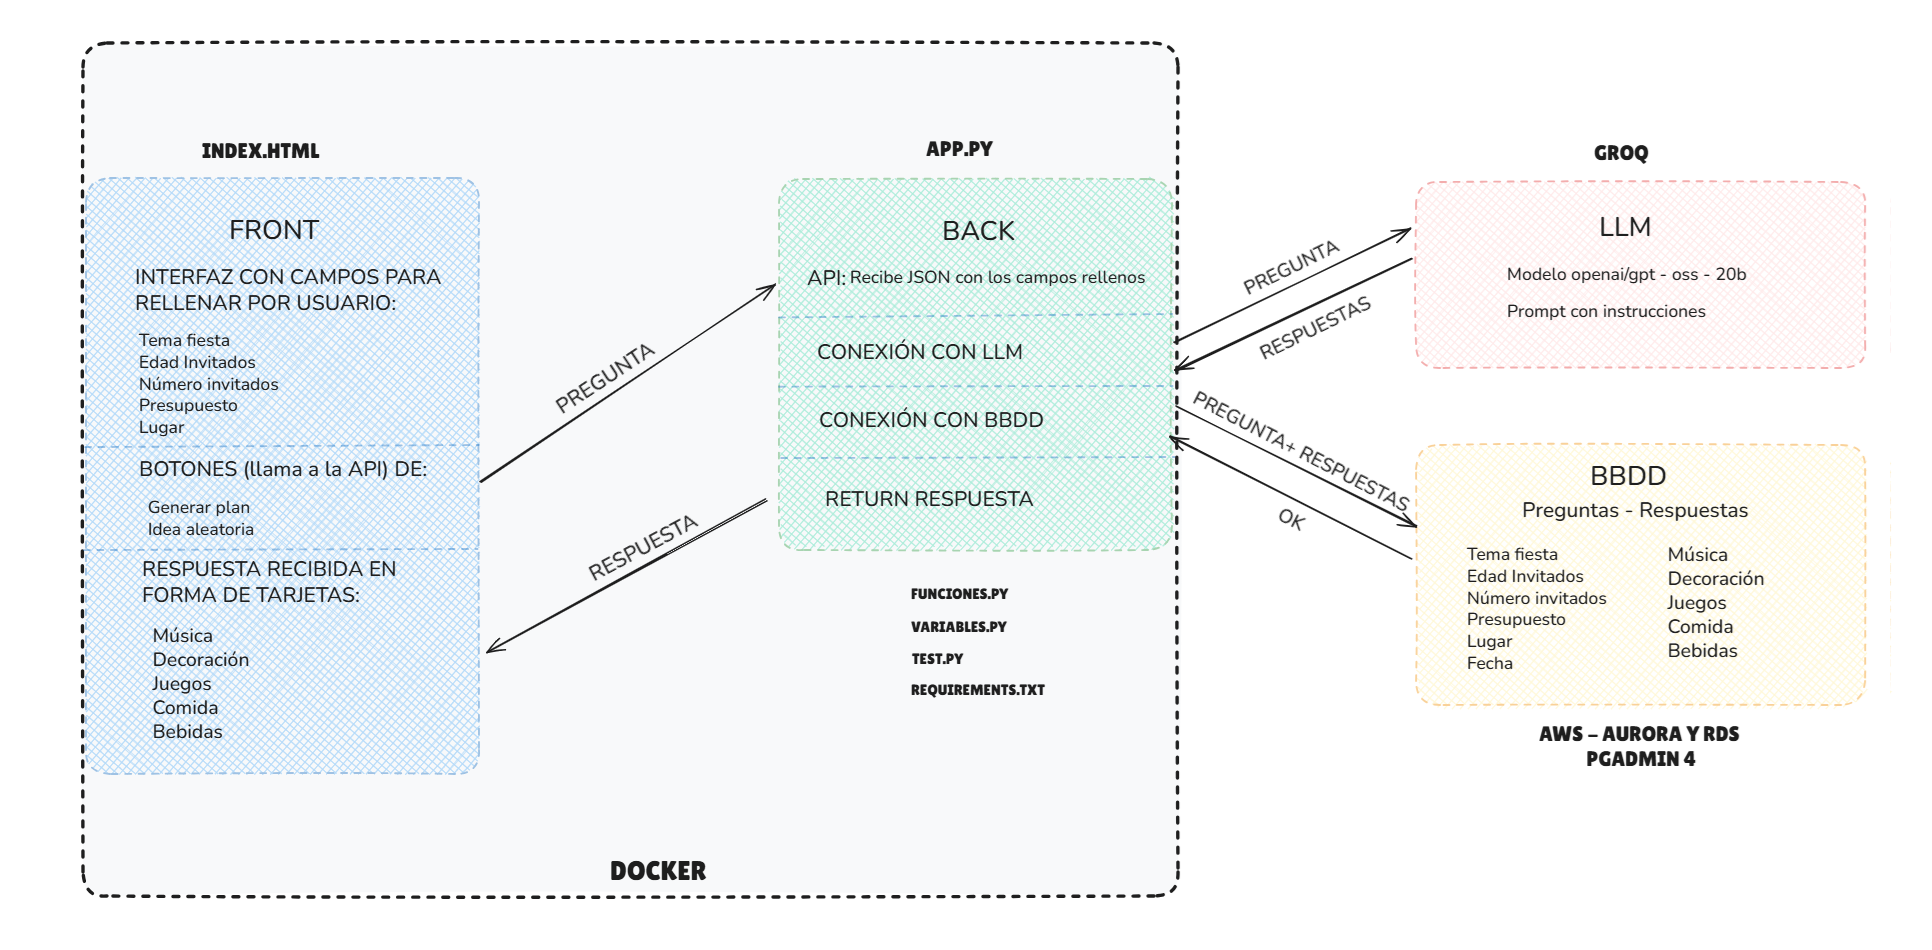 INDEX.HTML
FRONT
INTERFAZ CON CAMPOS PARA
RELLENAR POR USUARIO:
Tema fiesta
Edad Invitados
Número invitados
Presupuesto
Lugar
BOTONES (llama a la API) DE:
Generar plan
Idea aleatoria
RESPUESTA RECIBIDA EN
FORMA DE TARJETAS:
Música
Decoración
Juegos
Comida
Bebidas
PREGUNTA
RESPUESTA
APP.PY
BACK
API: Recibe JSON con los campos rellenos
CONEXIÓN CON LLM
CONEXIÓN CON BBDD
RETURN RESPUESTA
FUNCIONES.PY
VARIABLES.PY
TEST.PY
REQUIREMENTS.TXT
DOCKER
PREGUNTA
RESPUESTAS
PREGUNTA+ RESPUESTAS
OK
GROQ
LLM
Modelo openai/gpt - oss - 20b
Prompt con instrucciones
BBDD
Preguntas - Respuestas
Tema fiesta
Edad Invitados
Número invitados
Presupuesto
Lugar
Fecha
Música
Decoración
Juegos
Comida
Bebidas
AWS - AURORA Y RDS
PGADMIN 4